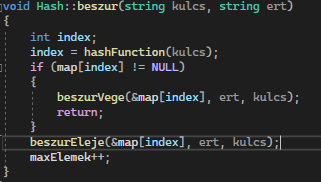 void Hash::beszur(string kulcs, string ert)
{
    int index;
    index = hashFunction(kulcs);
    if (map[index] != NULL)
    {
        beszurVege(&map[index], ert, kulcs);
        return;
    }
    beszurEleje(&map[index], ert, kulcs);
    maxElemek++;
}